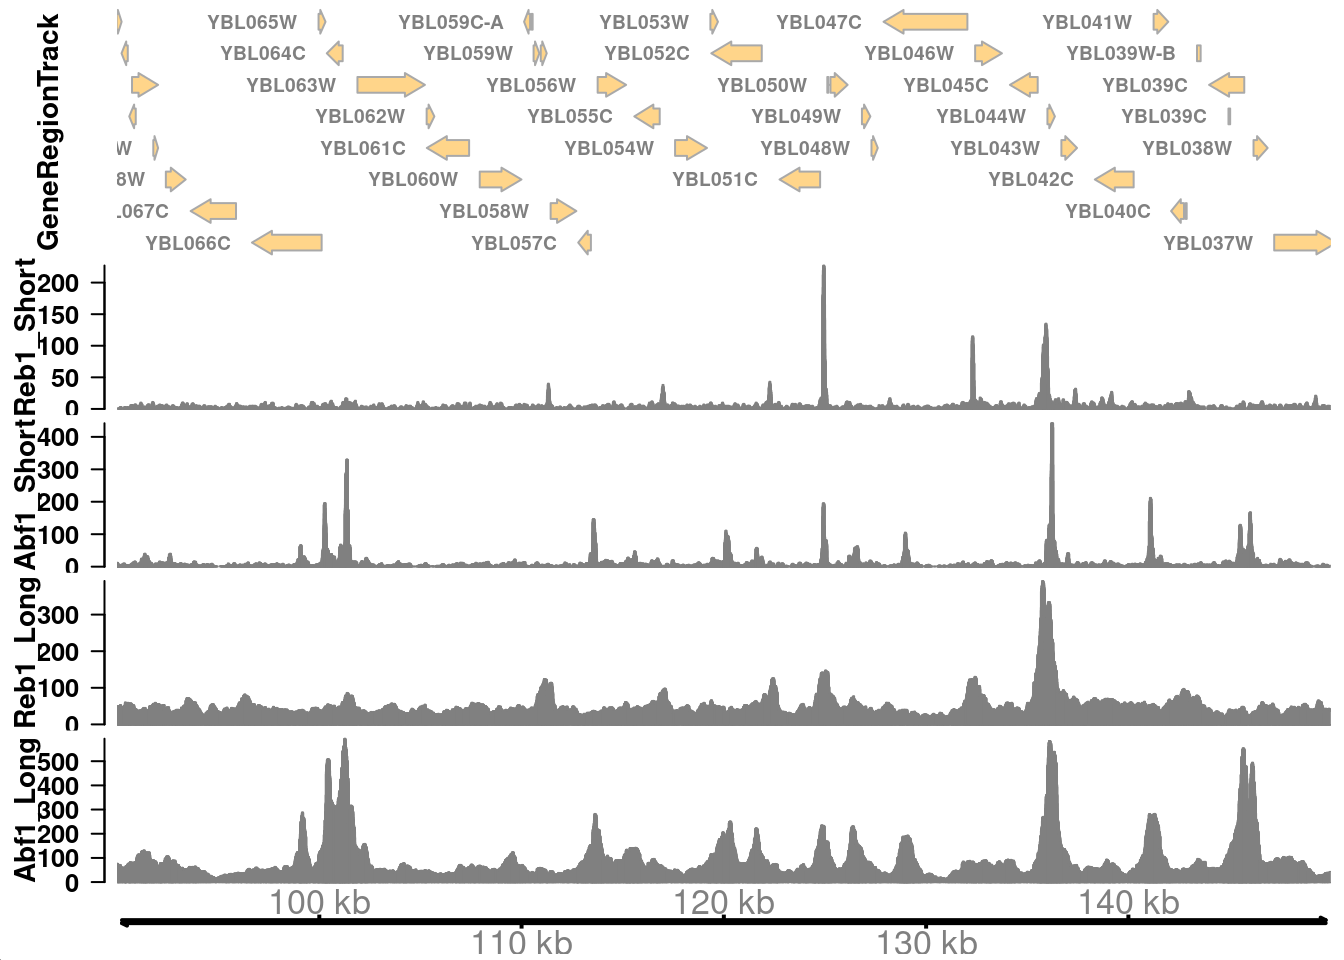 GeneRegionTrack
YBL065W YBL059C-A YBL053W YBL047C YBL041W
YBL064C YBL059W YBL052C YBL046W YBL039W-B
YBL063W YBL056W YBL050W YBL045C YBL039C
YBL062W YBL055C YBL049W YBL044W YBL039C
W YBL061C YBL054W YBL048W YBL043W YBL038W
8W YBL060W YBL051C YBL042C
.067C YBL058W YBL040C
YBL066C YBL057C YBL037W
Reb1_Short
200
150
100
50
0
Abf1_Short
400
300
200
100
0
Reb1_Long
300
200
100
0
Abf1_Long
500
400
300
200
100
0
100 kb 120 kb 140 kb
110 kb 130 kb